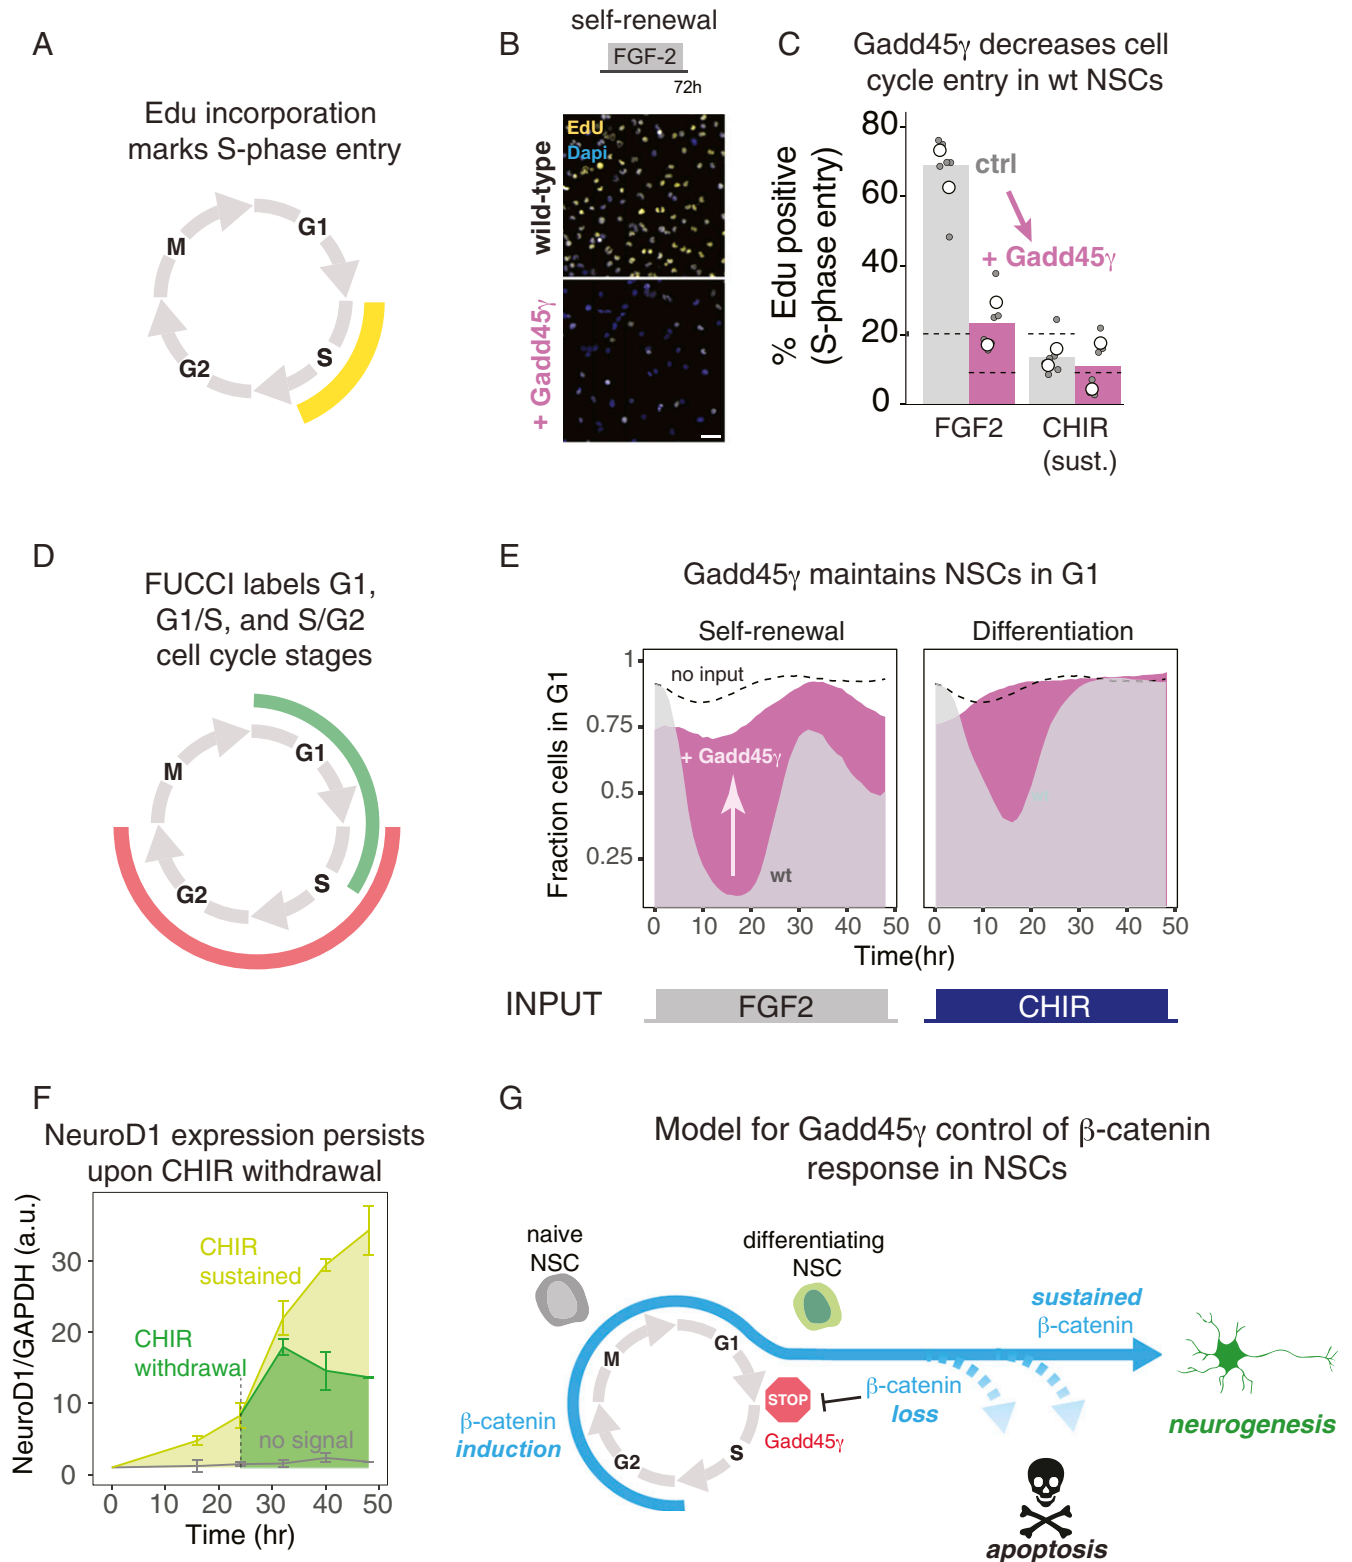 A
Edu incorporation
marks S-phase entry
G1
M
S
G2
B
self-renewal
FGF-2
72h
EdU
Dapi
wild-type
+ Gadd45γ
C
Gadd45γ decreases cell
cycle entry in wt NSCs
% Edu positive
(S-phase entry)
80
60
40
20
0
ctrl
+ Gadd45γ
FGF2
CHIR
(sust.)
D
FUCCI labels G1,
G1/S, and S/G2
cell cycle stages
G1
M
S
G2
E
Gadd45γ maintains NSCs in G1
Self-renewal
Differentiation
Fraction cells in G1
1
0.75
0.5
0.25
no input
+ Gadd45γ
wt
0 10 20 30 40 50
0 10 20 30 40 50
Time(hr)
INPUT
FGF2
CHIR
F
NeuroD1 expression persists
upon CHIR withdrawal
NeuroD1/GAPDH (a.u.)
30
20
10
0
CHIR
sustained
CHIR
withdrawal
no signal
0 10 20 30 40 50
Time (hr)
G
Model for Gadd45γ control of β-catenin
response in NSCs
naive
NSC
differentiating
NSC
sustained
β-catenin
G1
M
S
G2
STOP
Gadd45γ
β-catenin
loss
β-catenin
induction
neurogenesis
apoptosis